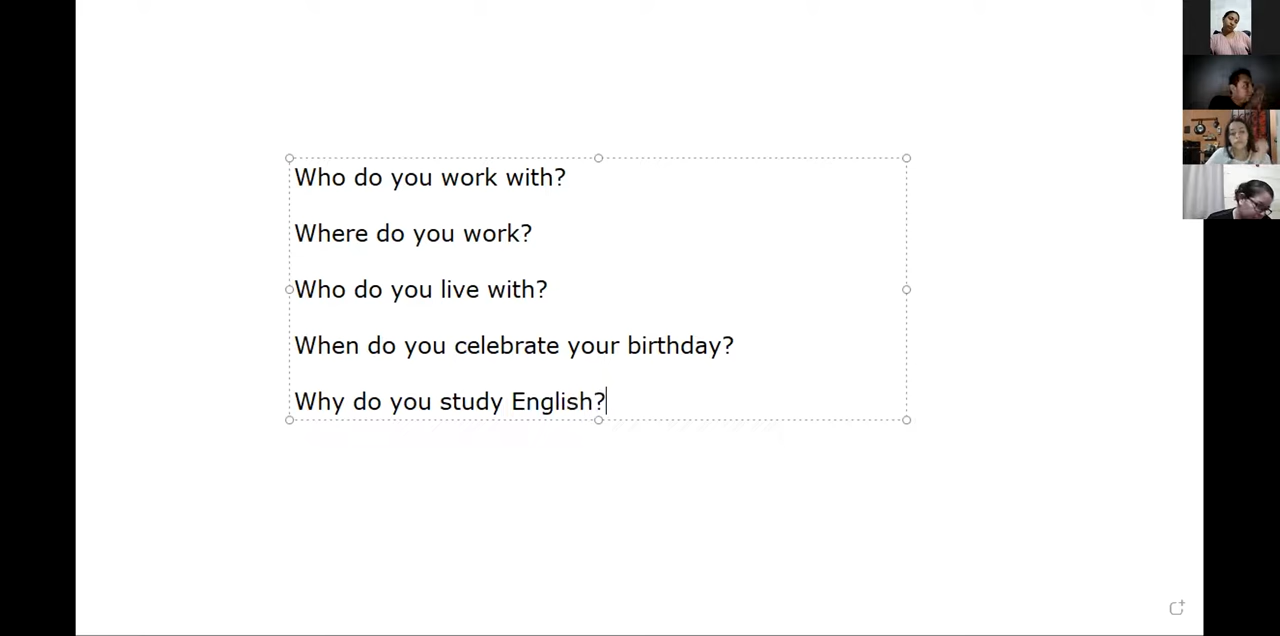 Who do you work with?
Where do you work?
Who do you live with?
When do you celebrate your birthday?
Why do you study English?